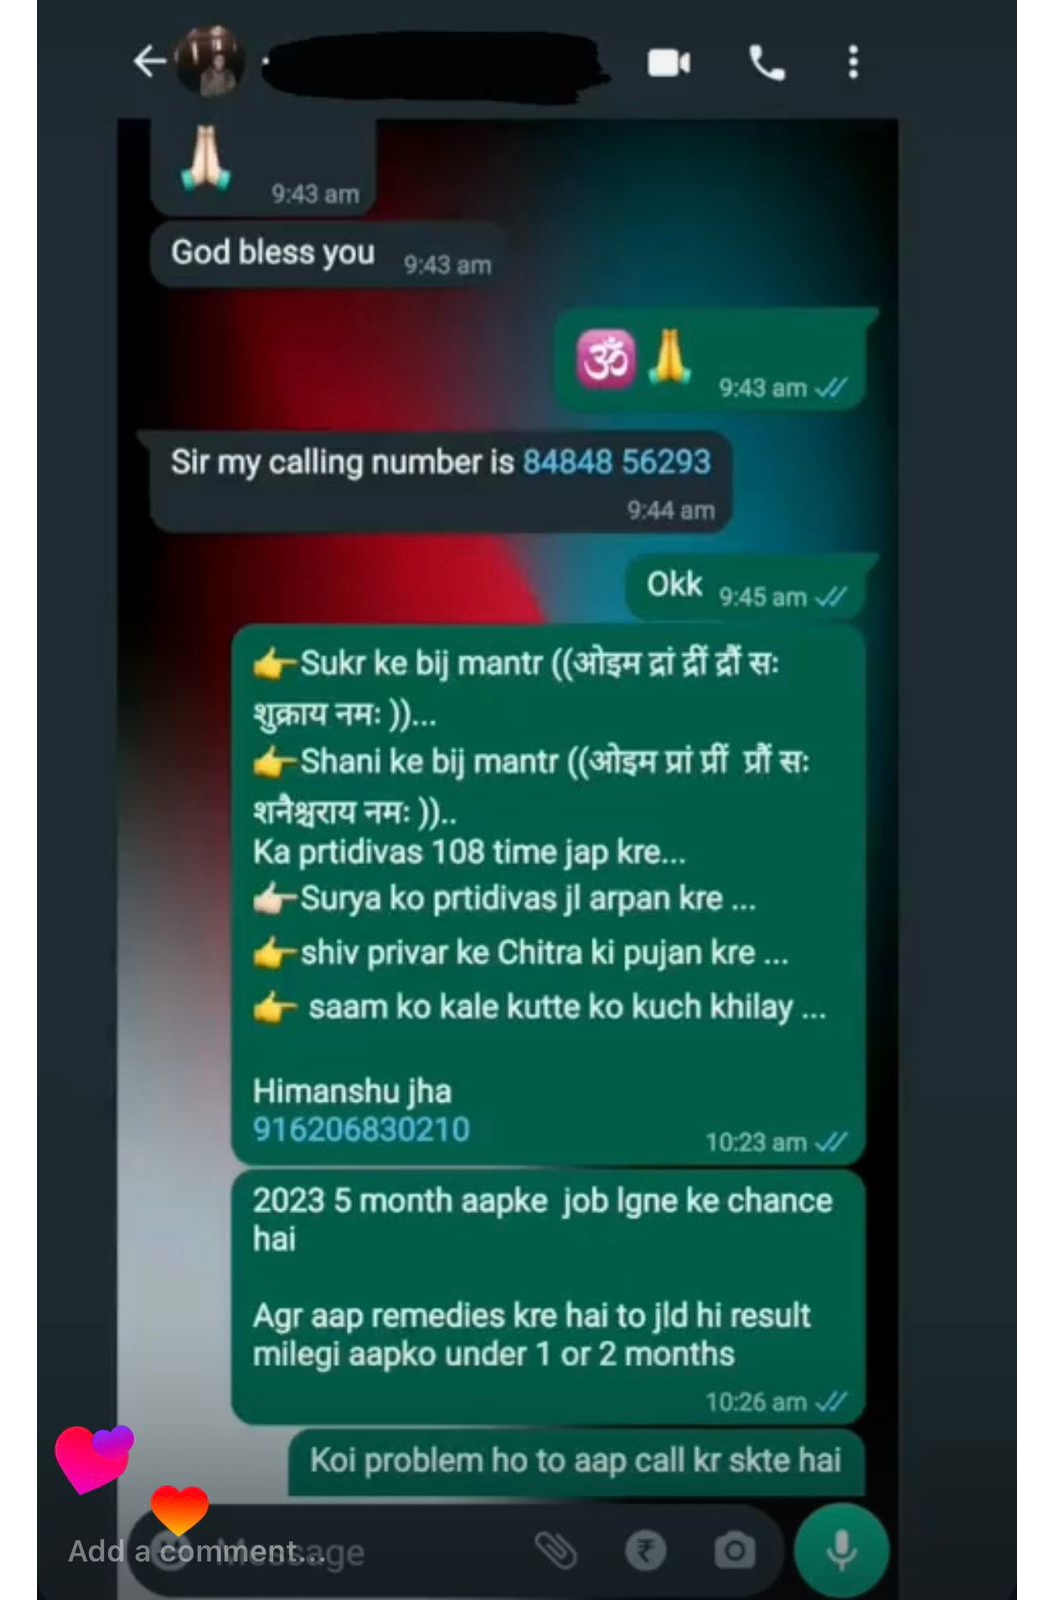 🙏🏻
9:43 am
God bless you 9:43 am
🕉️🙏 9:43 am
Sir my calling number is 84848 56293
9:44 am
Okk 9:45 am
👉Sukr ke bij mantr ((ओइम द्रां द्रीं द्रौं सः
शुक्राय नमः ))...
👉Shani ke bij mantr ((ओइम प्रां प्रीं प्रौं सः
शनैश्चराय नमः ))..
Ka prtidivas 108 time jap kre...
👉🏻Surya ko prtidivas jl arpan kre ...
👉shiv privar ke Chitra ki pujan kre ...
👉 saam ko kale kutte ko kuch khilay ...
Himanshu jha
916206830210
10:23 am
2023 5 month aapke job lgne ke chance
hai
Agr aap remedies kre hai to jld hi result
milegi aapko under 1 or 2 months
10:26 am
Koi problem ho to aap call kr skte hai
Message
Add a comment...